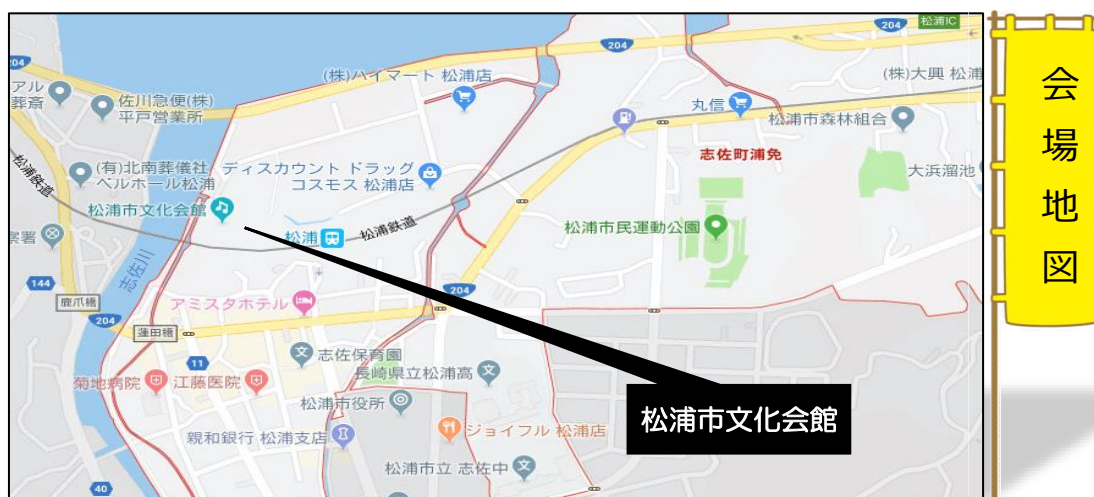 204
松浦IC
204
204
(株)ハイマート 松浦店
(株)大興 松浦
アル
葬斎
佐川急便(株)
平戸営業所
丸信
松浦市森林組合
志佐町浦免
大浜溜池
松浦鉄道
(有)北南葬儀社
ベルホール松浦
ディスカウント ドラッグ
コスモス 松浦店
松浦市文化会館
松浦
松浦鉄道
松浦市民運動公園
察署
志佐川
144
鹿爪橋
アミスタホテル
204
204
蓮田橋
204
11
志佐保育園
長崎県立松浦高
菊地病院
江藤医院
松浦市役所
親和銀行 松浦支店
ジョイフル 松浦店
松浦市立 志佐中
40
松浦市文化会館
会場地図